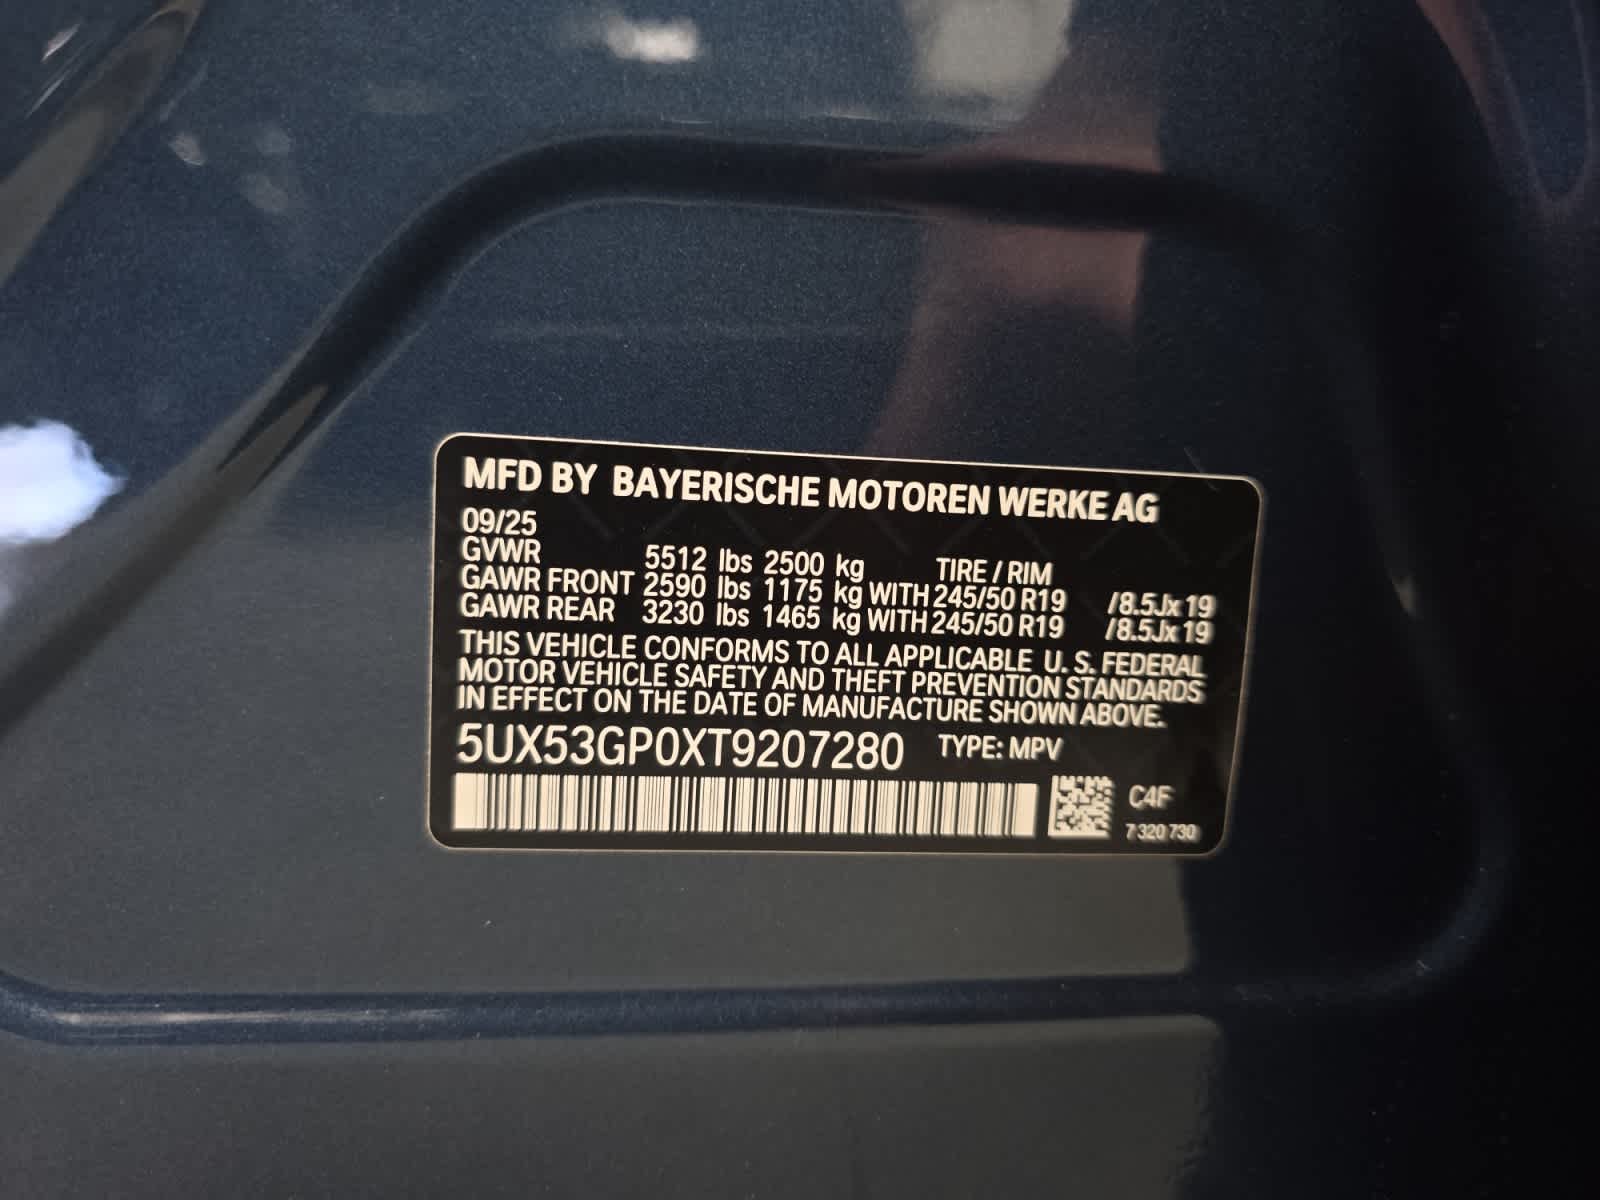 MFD BY BAYERISCHE MOTOREN WERKE AG
09/25
GVWR 5512 lbs 2500 kg TIRE / RIM
GAWR FRONT 2590 lbs 1175 kg WITH 245/50 R19 /8.5Jx19
GAWR REAR 3230 lbs 1465 kg WITH 245/50 R19 /8.5Jx19
THIS VEHICLE CONFORMS TO ALL APPLICABLE U. S. FEDERAL
MOTOR VEHICLE SAFETY AND THEFT PREVENTION STANDARDS
IN EFFECT ON THE DATE OF MANUFACTURE SHOWN ABOVE.
5UX53GP0XT9207280 TYPE: MPV
C4F
7 320 730